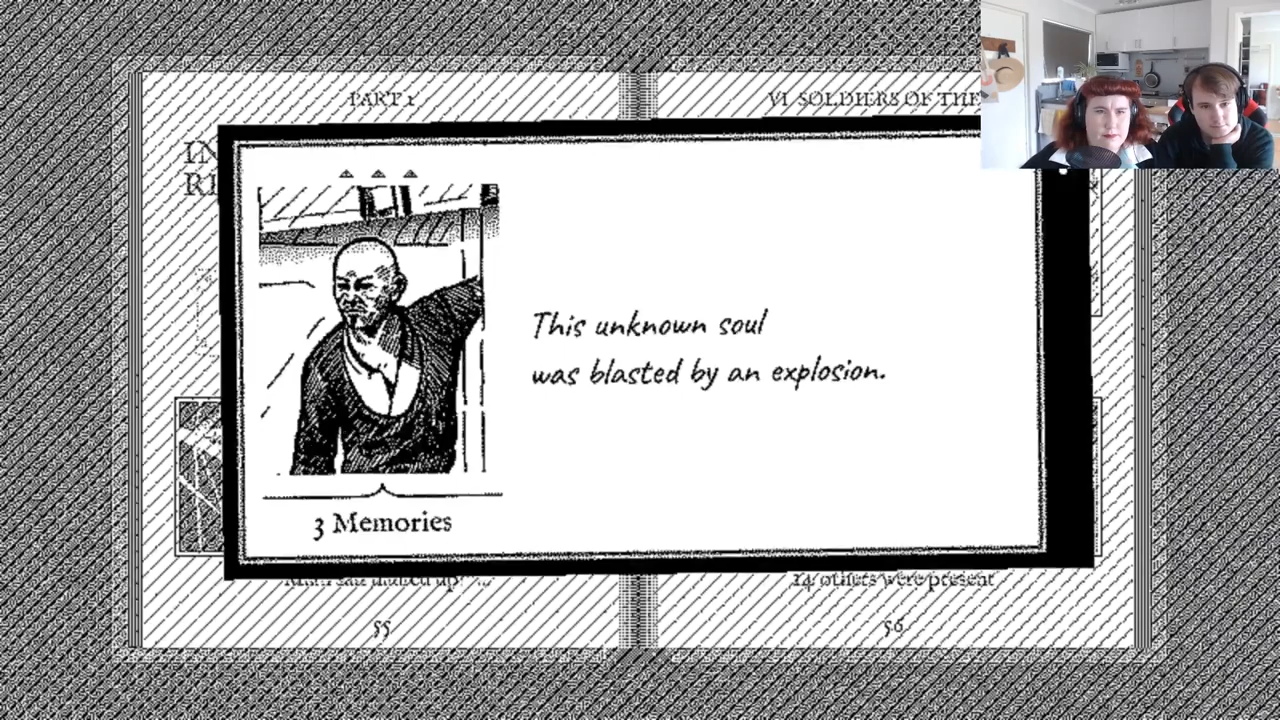 PART 1
VI SOLDIERS OF THE
This unknown soul
was blasted by an explosion.
3 Memories
14 others were present
55
56